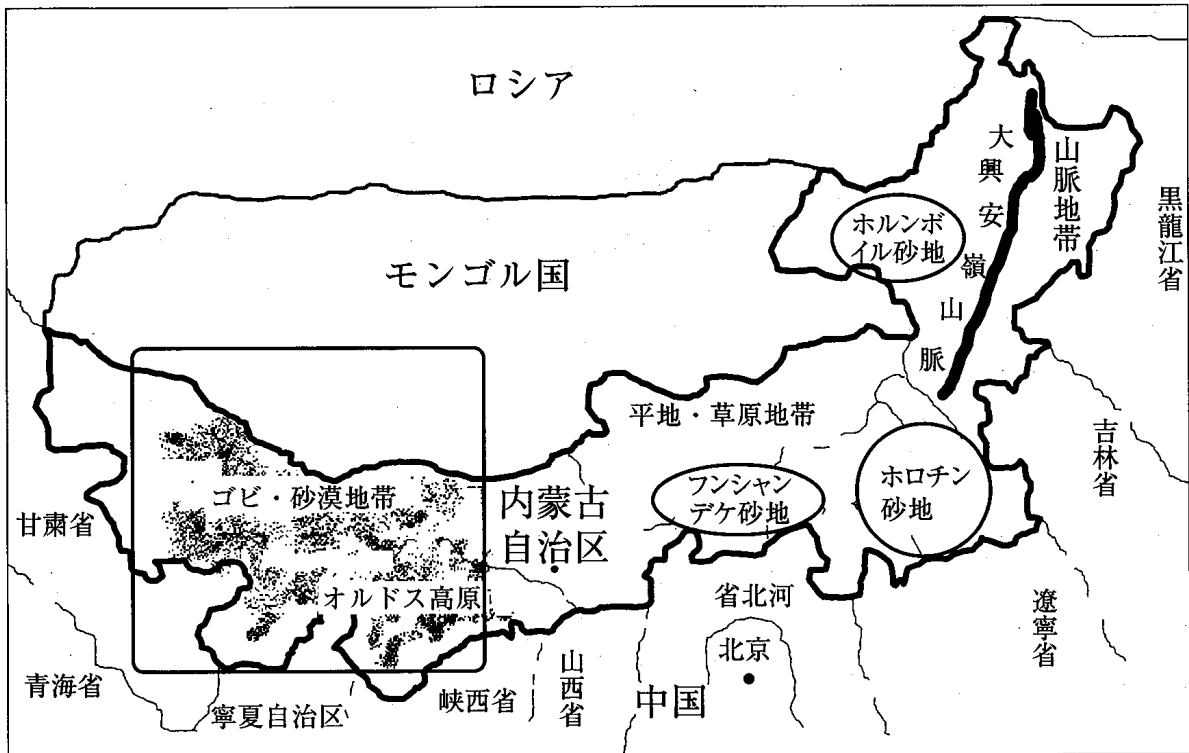 ロシア
大興安嶺山脈
山脈地帯
黒龍江省
ホルンボ
イル砂地
モンゴル国
平地・草原地帯
吉林省
ゴビ・砂漠地帯
内蒙古
自治区
フンシャン
デケ砂地
ホロチン
砂地
甘粛省
オルドス高原
省北河
遼寧省
北京
青海省
寧夏自治区
峡西省
山西省
中国